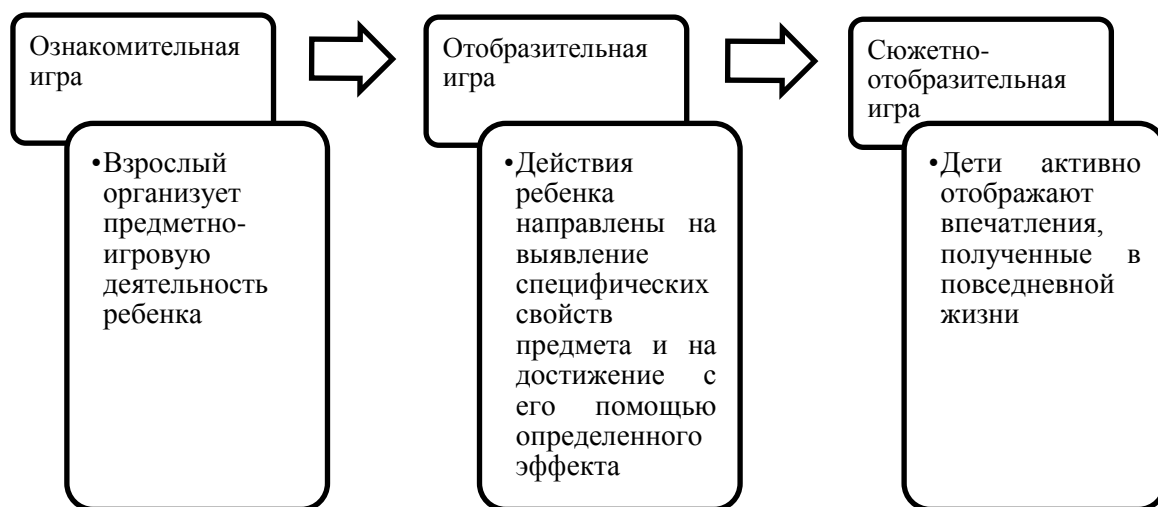 Ознакомительная
игра
•Взрослый
организует
предметно-
игровую
деятельность
ребенка
Отобразительная
игра
•Действия
ребенка
направлены на
выявление
специфических
свойств
предмета и на
достижение с
его помощью
определенного
эффекта
Сюжетно-
отобразительная
игра
•Дети активно
отображают
впечатления,
полученные в
повседневной
жизни